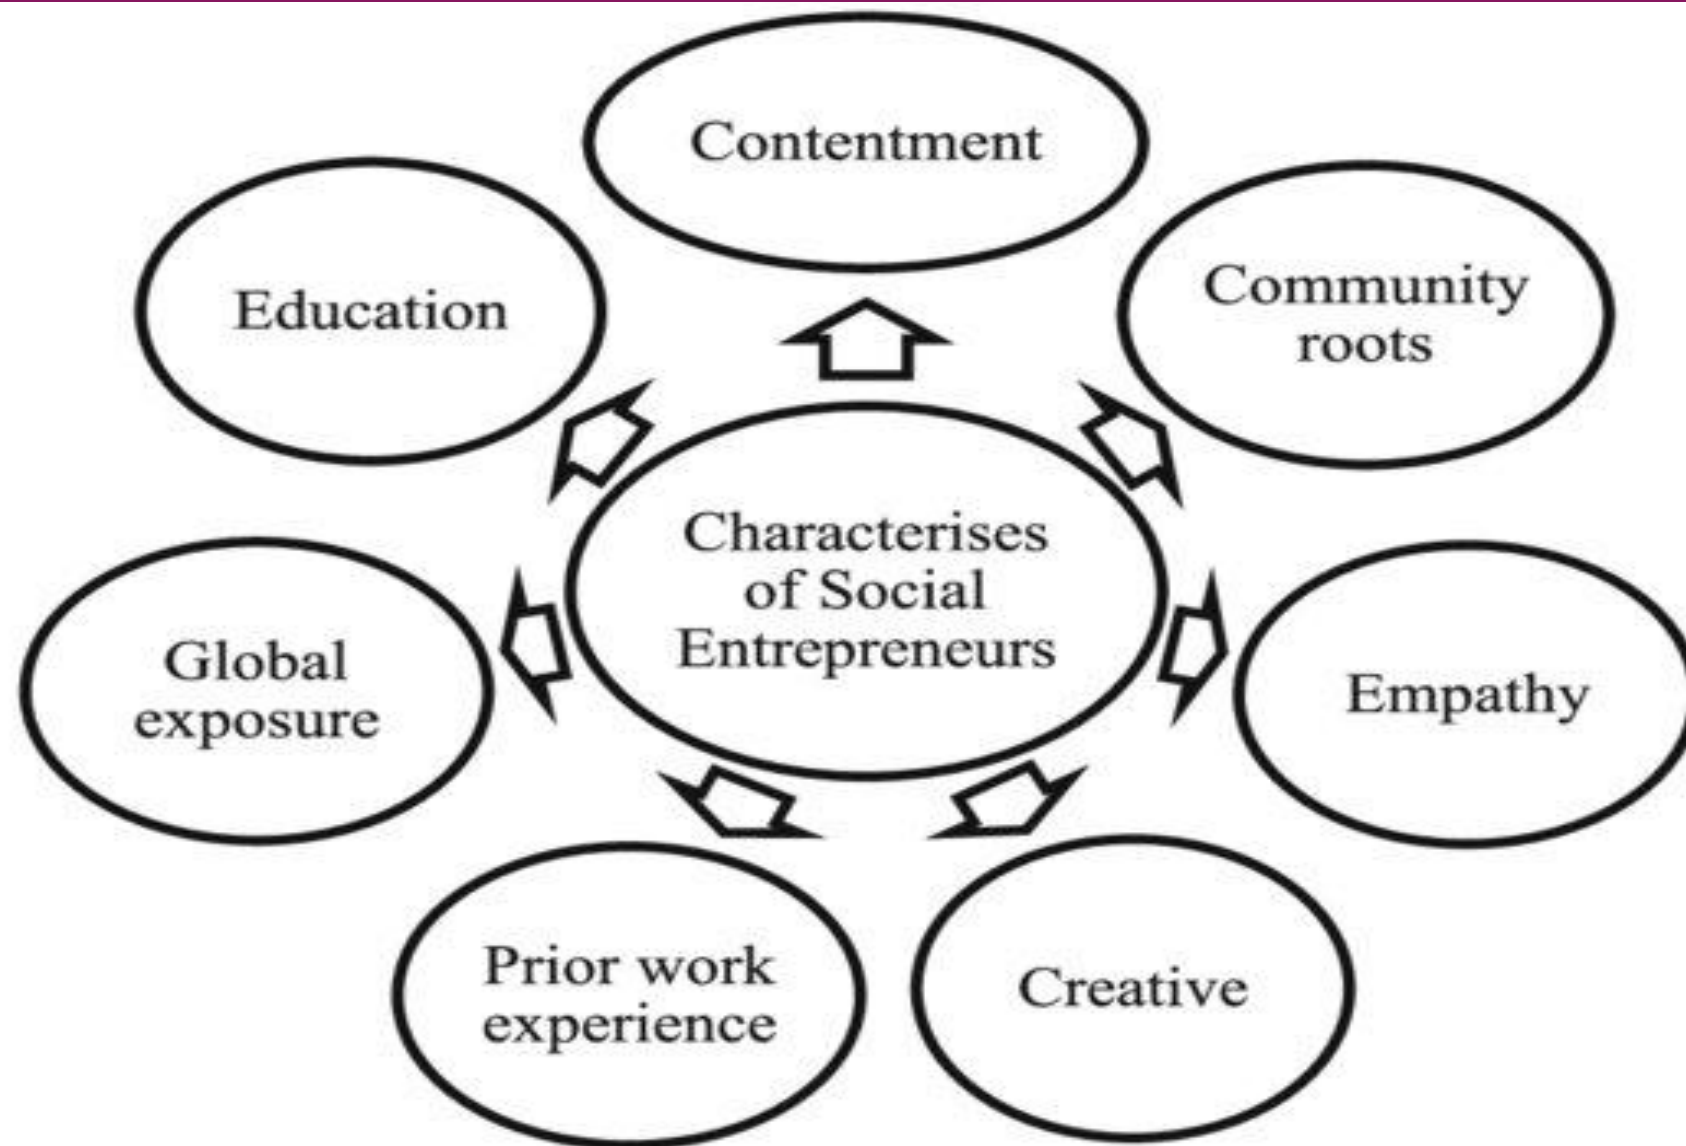 Contentment
Education
Community
roots
Characterises
of Social
Entrepreneurs
Global
exposure
Empathy
Prior work
experience
Creative